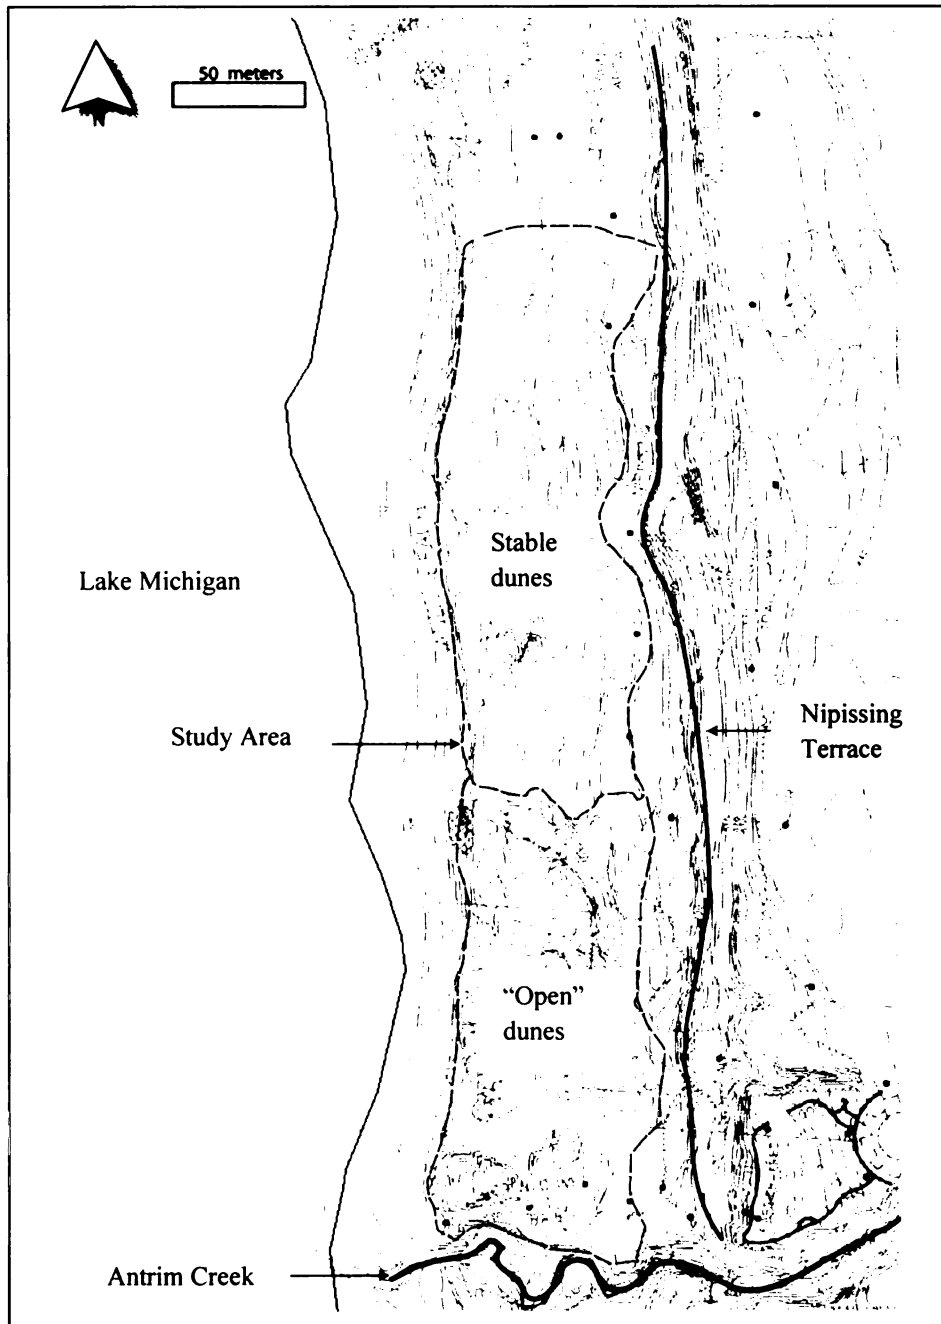 50 meters
Stable
dunes
Lake Michigan
Study Area
Nipissing
Terrace
“Open”
dunes
Antrim Creek